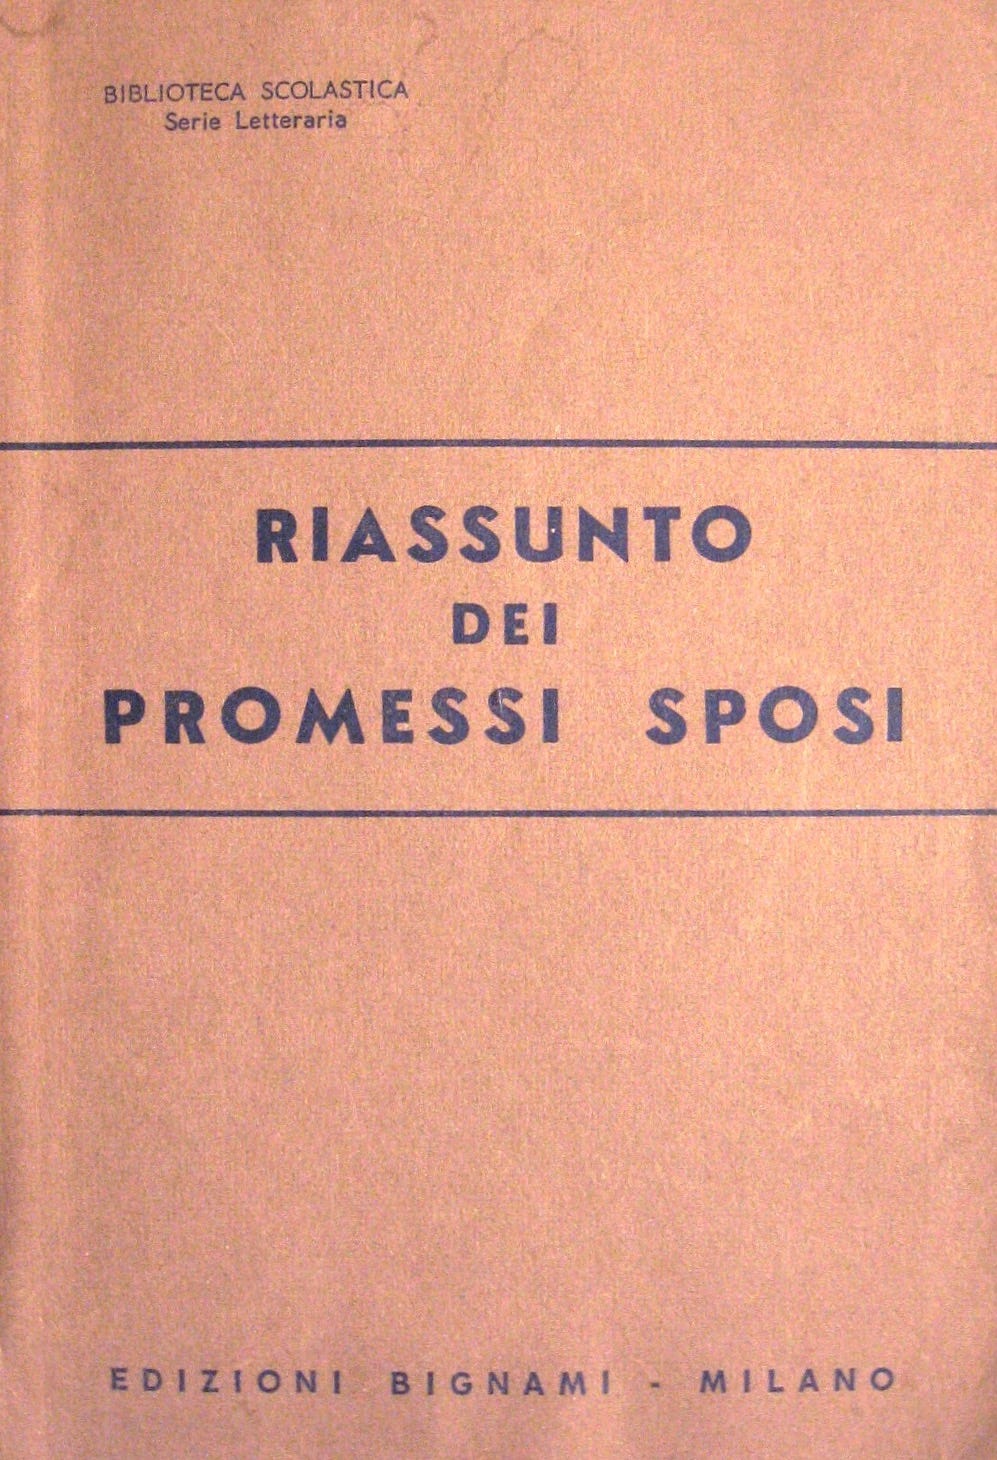 BIBLIOTECA SCOLASTICA
Serie Letteraria
RIASSUNTO
DEI
PROMESSI SPOSI
EDIZIONI BIGNAMI - MILANO